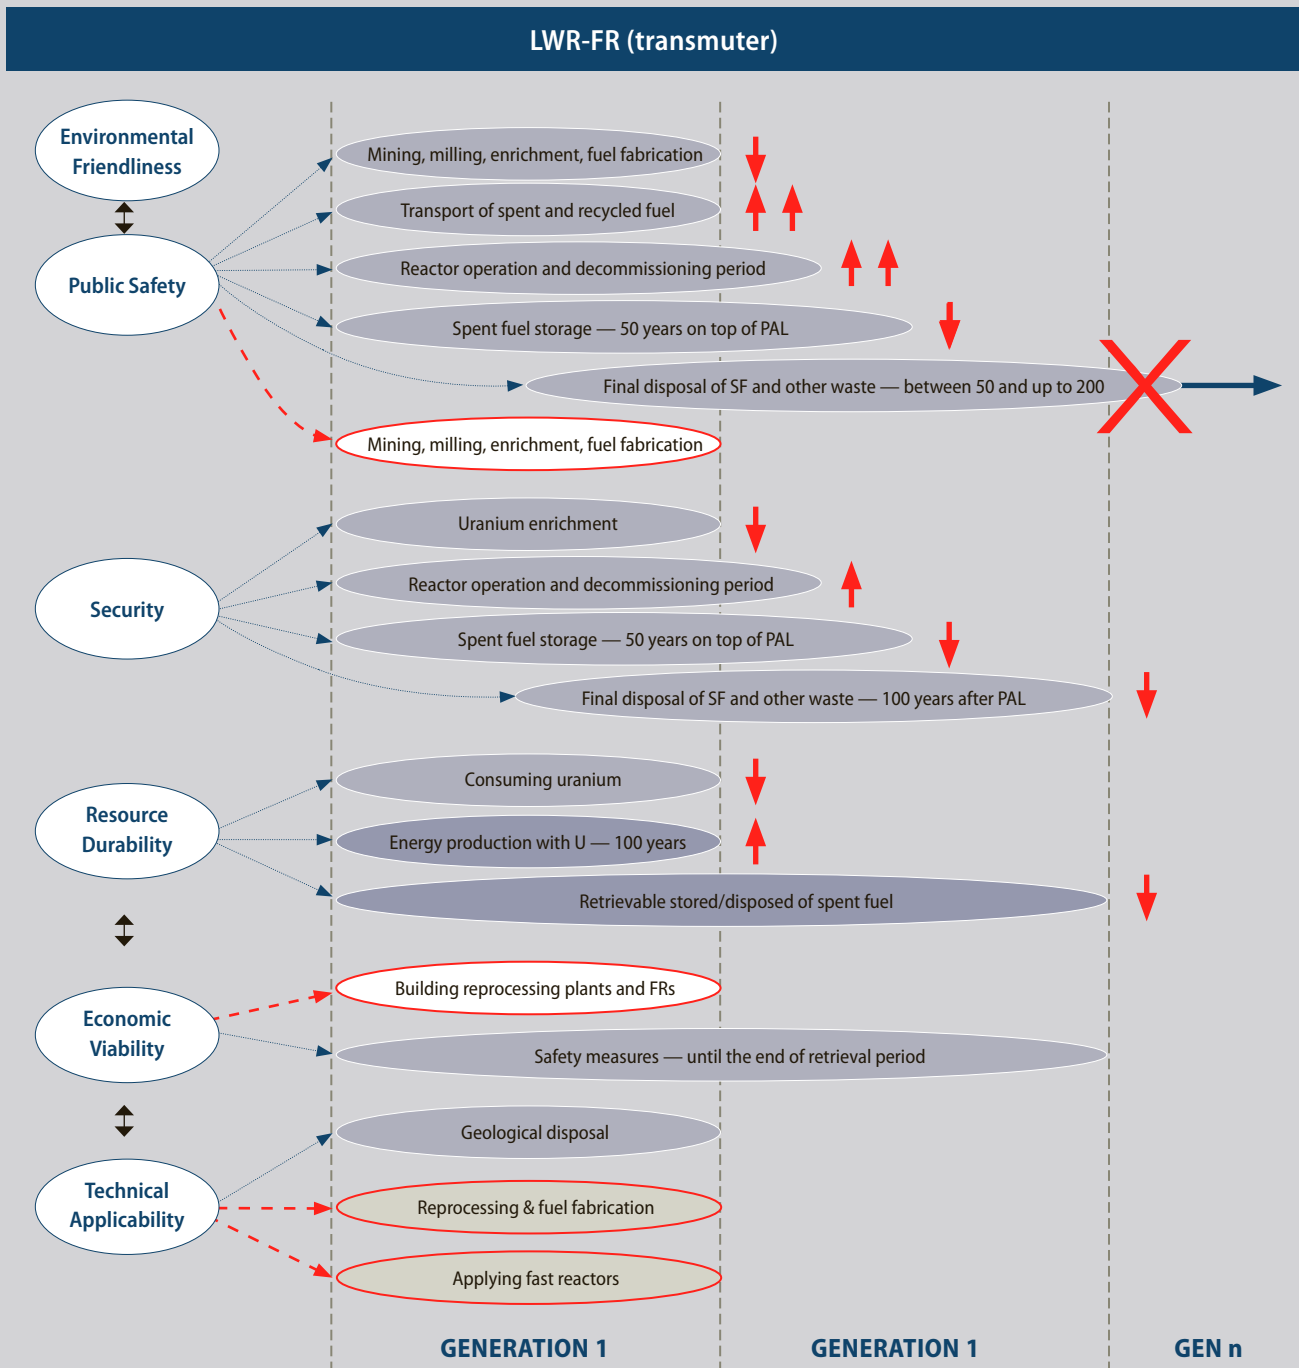 LWR-FR (transmuter)
Environmental
Friendliness
Mining, milling, enrichment, fuel fabrication
Transport of spent and recycled fuel
Public Safety
Reactor operation and decommissioning period
Spent fuel storage — 50 years on top of PAL
Final disposal of SF and other waste — between 50 and up to 200
Mining, milling, enrichment, fuel fabrication
Uranium enrichment
Security
Reactor operation and decommissioning period
Spent fuel storage — 50 years on top of PAL
Final disposal of SF and other waste — 100 years after PAL
Resource
Durability
Consuming uranium
Energy production with U — 100 years
Retrievable stored/disposed of spent fuel
Economic
Viability
Building reprocessing plants and FRs
Safety measures — until the end of retrieval period
Technical
Applicability
Geological disposal
Reprocessing & fuel fabrication
Applying fast reactors
GENERATION 1
GENERATION 1
GEN n